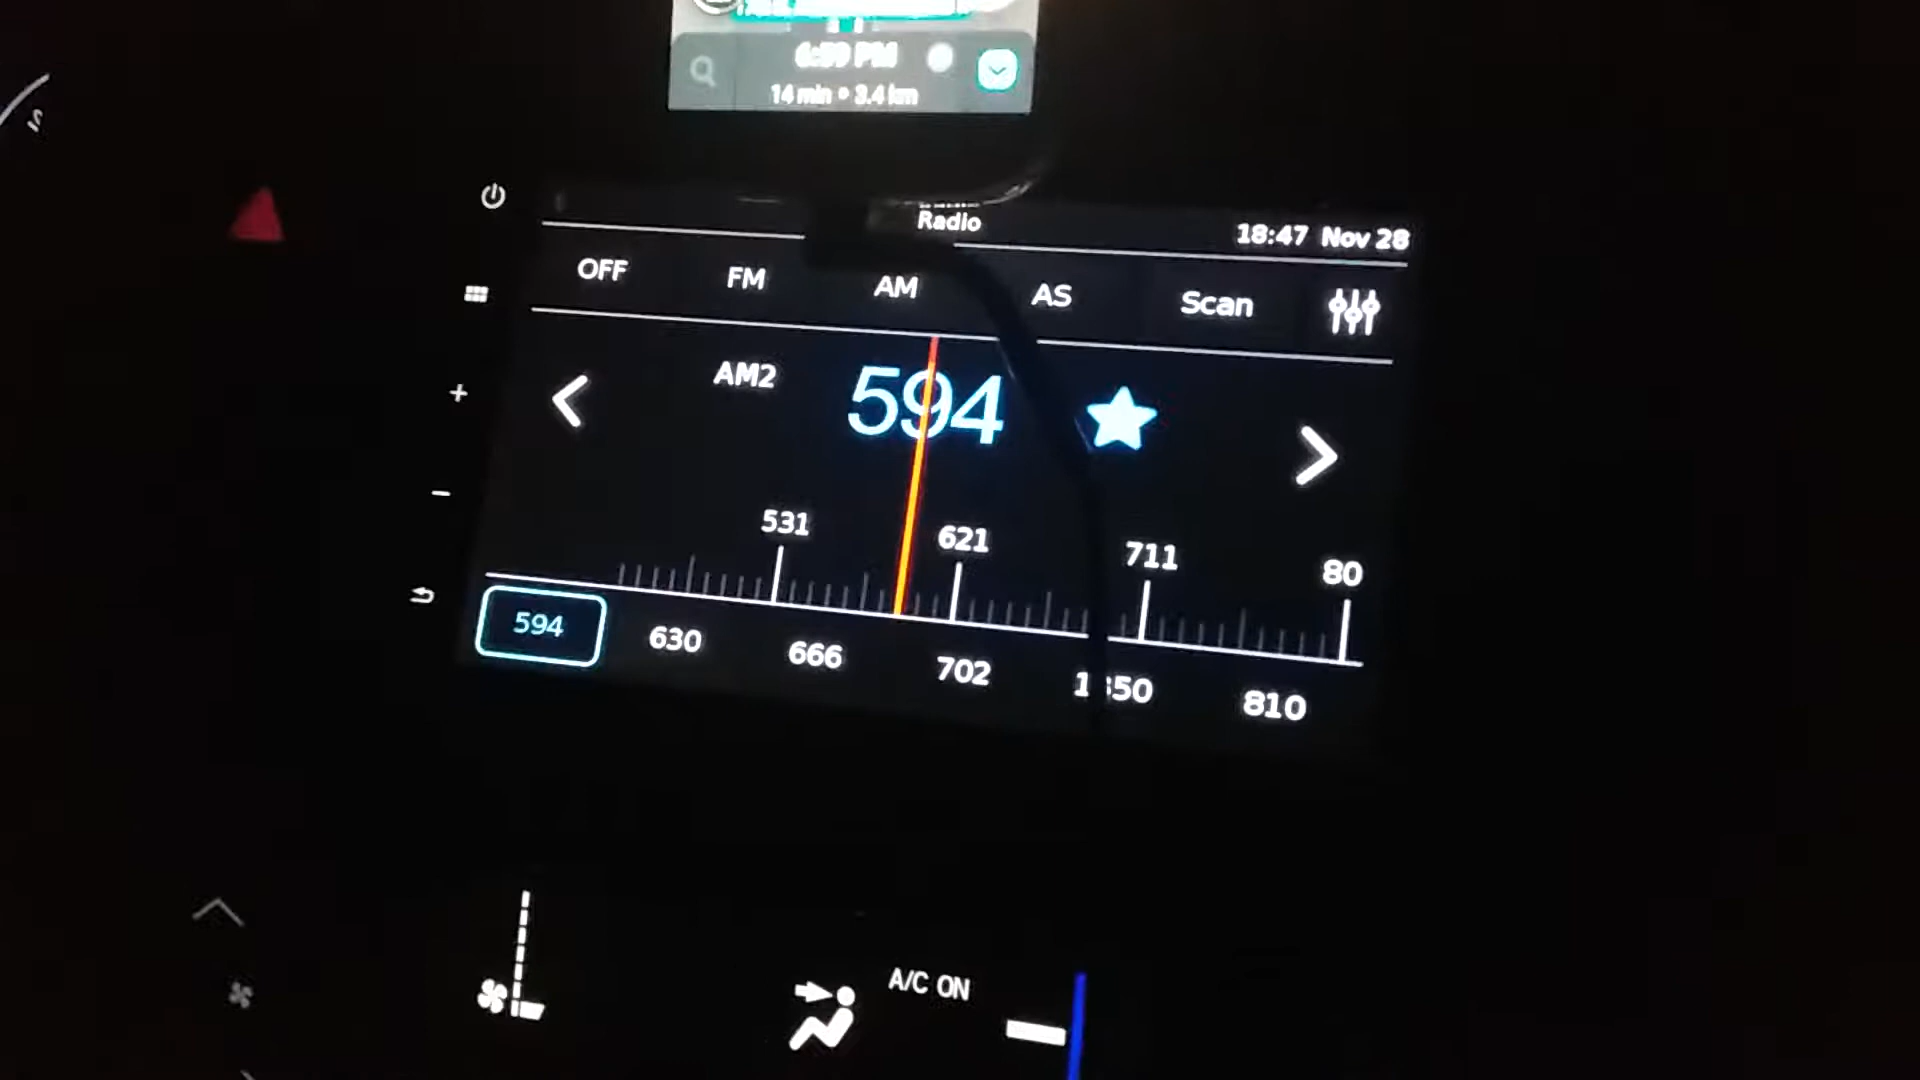 6:59 PM
14 min • 3.4 km
Radio
18:47 Nov 28
OFF FM AM AS Scan
AM2 594
531 621 711 80
594 630 666 702 810
A/C ON